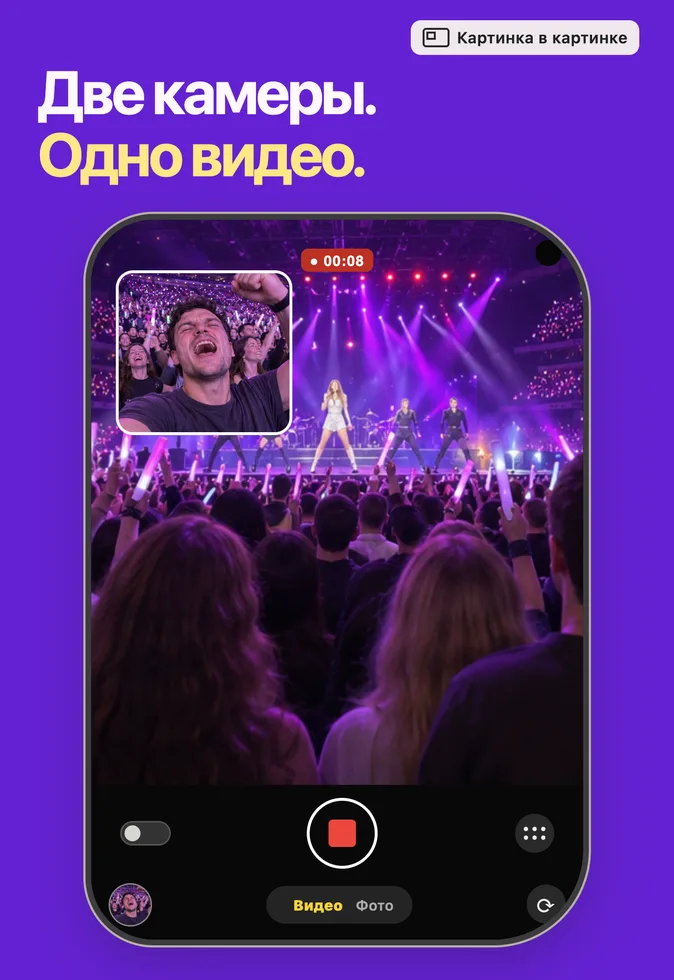 Картинка в картинке
Две камеры.
Одно видео.
00:08
Видео Фото